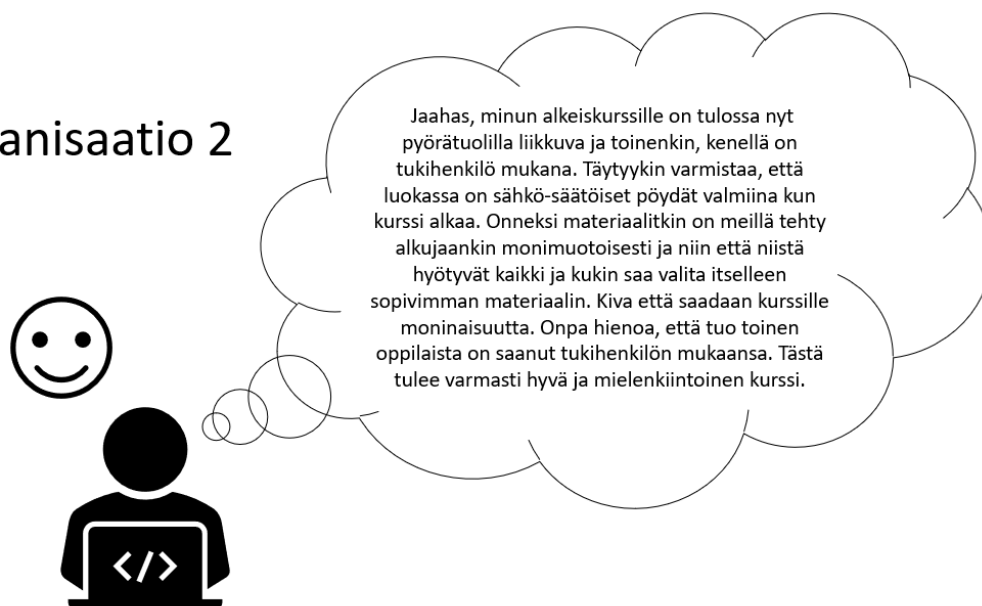 anisaatio 2
Jaahas, minun alkeiskurssille on tulossa nyt
pyörätuolilla liikkuva ja toinenkin, kenellä on
tukihenkilö mukana. Täytyykin varmistaa, että
luokassa on sähkö-säätöiset pöydät valmiina kun
kurssi alkaa. Onneksi materiaalitkin on meillä tehty
alkujaankin monimuotoisesti ja niin että niistä
hyötyvät kaikki ja kukin saa valita itselleen
sopivimman materiaalin. Kiva että saadaan kurssille
moninaisuutta. Onpa hienoa, että tuo toinen
oppilaista on saanut tukihenkilön mukaansa. Tästä
tulee varmasti hyvä ja mielenkiintoinen kurssi.
</>